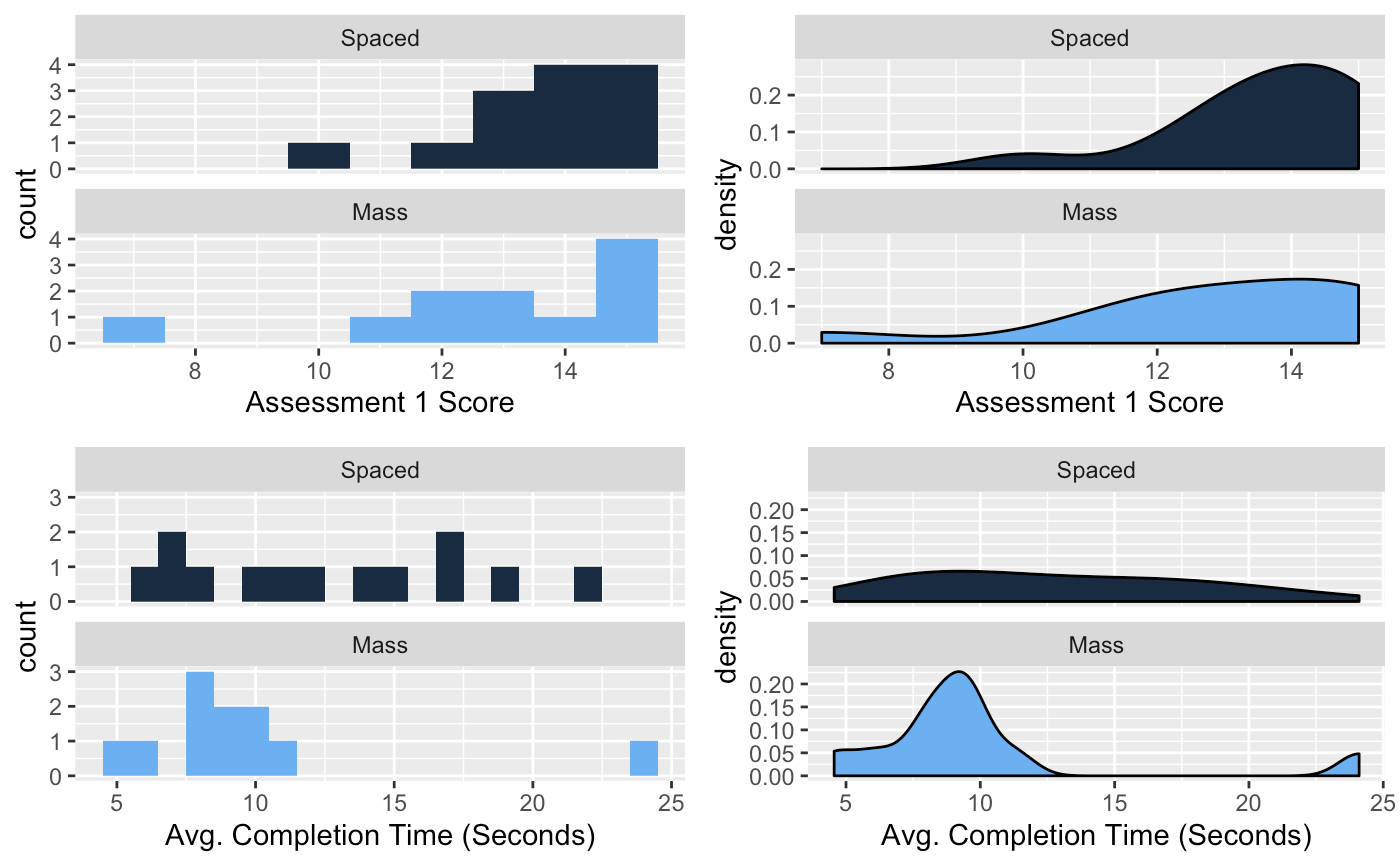 Spaced
4
3
2
1
0
Mass
4
3
2
1
0
count
8 10 12 14
Assessment 1 Score
Spaced
0.2
0.1
0.0
Mass
0.2
0.1
0.0
density
8 10 12 14
Assessment 1 Score
Spaced
3
2
1
0
Mass
3
2
1
0
count
5 10 15 20 25
Avg. Completion Time (Seconds)
Spaced
0.20
0.15
0.10
0.05
0.00
Mass
0.20
0.15
0.10
0.05
0.00
density
5 10 15 20 25
Avg. Completion Time (Seconds)